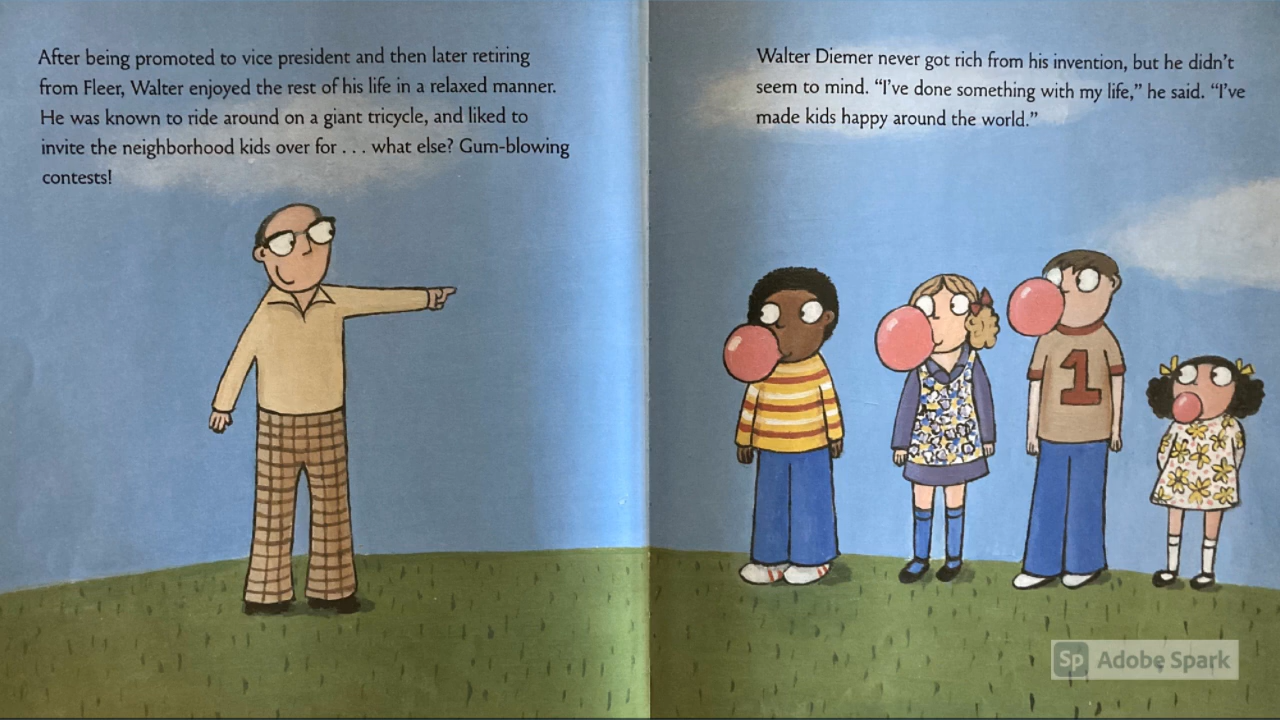 After being promoted to vice president and then later retiring
from Fleer, Walter enjoyed the rest of his life in a relaxed manner.
He was known to ride around on a giant tricycle, and liked to
invite the neighborhood kids over for . . . what else? Gum-blowing
contests!
Walter Diemer never got rich from his invention, but he didn't
seem to mind. “I've done something with my life,” he said. “I've
made kids happy around the world.”
1
Sp Adobe Spark